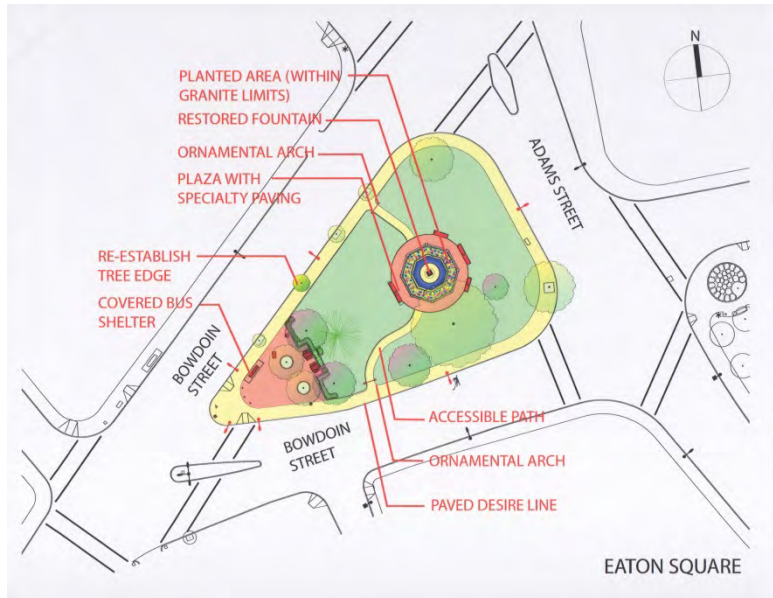 N
PLANTED AREA (WITHIN
GRANITE LIMITS)
RESTORED FOUNTAIN
ORNAMENTAL ARCH
PLAZA WITH
SPECIALTY PAVING
ADAMS STREET
RE-ESTABLISH
TREE EDGE
COVERED BUS
SHELTER
BOWDOIN
STREET
BOWDOIN
STREET
ACCESSIBLE PATH
ORNAMENTAL ARCH
PAVED DESIRE LINE
EATON SQUARE